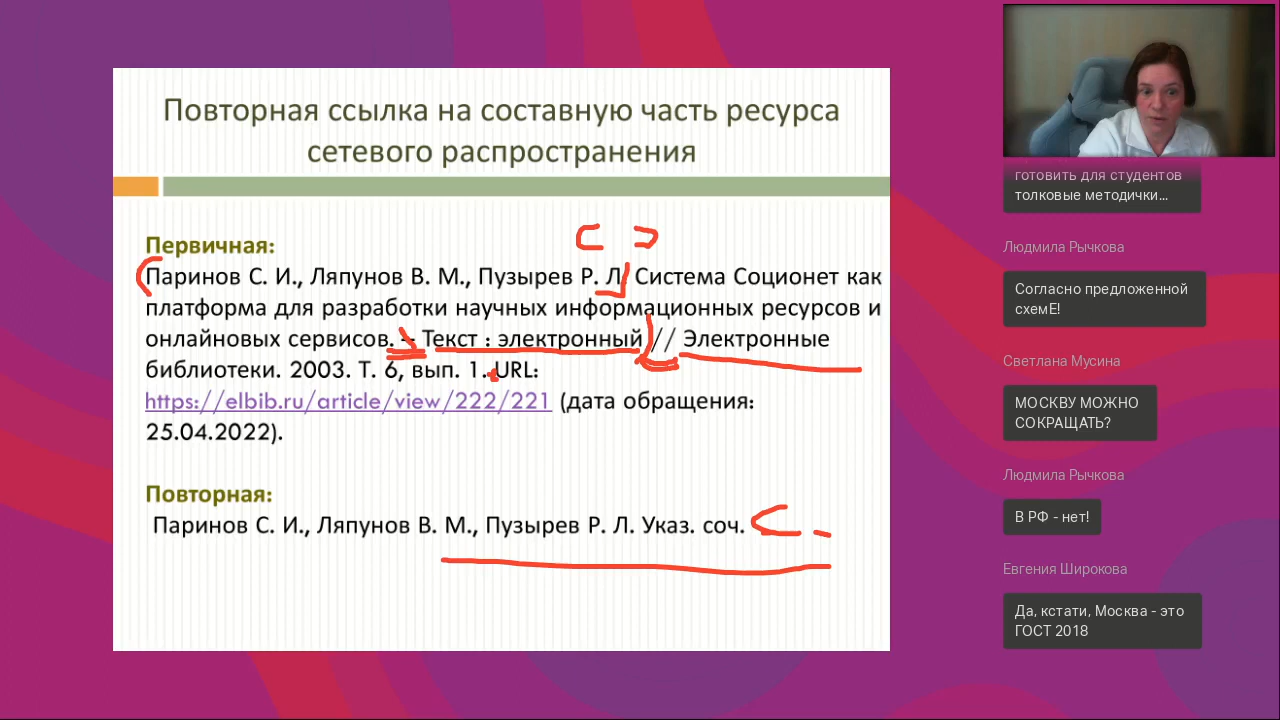 Повторная ссылка на составную часть ресурса
сетевого распространения
Первичная:
Паринов С. И., Ляпунов В. М., Пузырев Р. Л. Система Соционет как
платформа для разработки научных информационных ресурсов и
онлайновых сервисов. – Текст : электронный // Электронные
библиотеки. 2003. Т. 6, вып. 1. URL:
https://elbib.ru/article/view/222/221 (дата обращения:
25.04.2022).
Повторная:
Паринов С. И., Ляпунов В. М., Пузырев Р. Л. Указ. соч.
готовить для студентов
толковые методички...
Людмила Рычкова
Согласно предложенной
схемЕ!
Светлана Мусина
МОСКВУ МОЖНО
СОКРАЩАТЬ?
Людмила Рычкова
В РФ - нет!
Евгения Широкова
Да, кстати, Москва - это
ГОСТ 2018